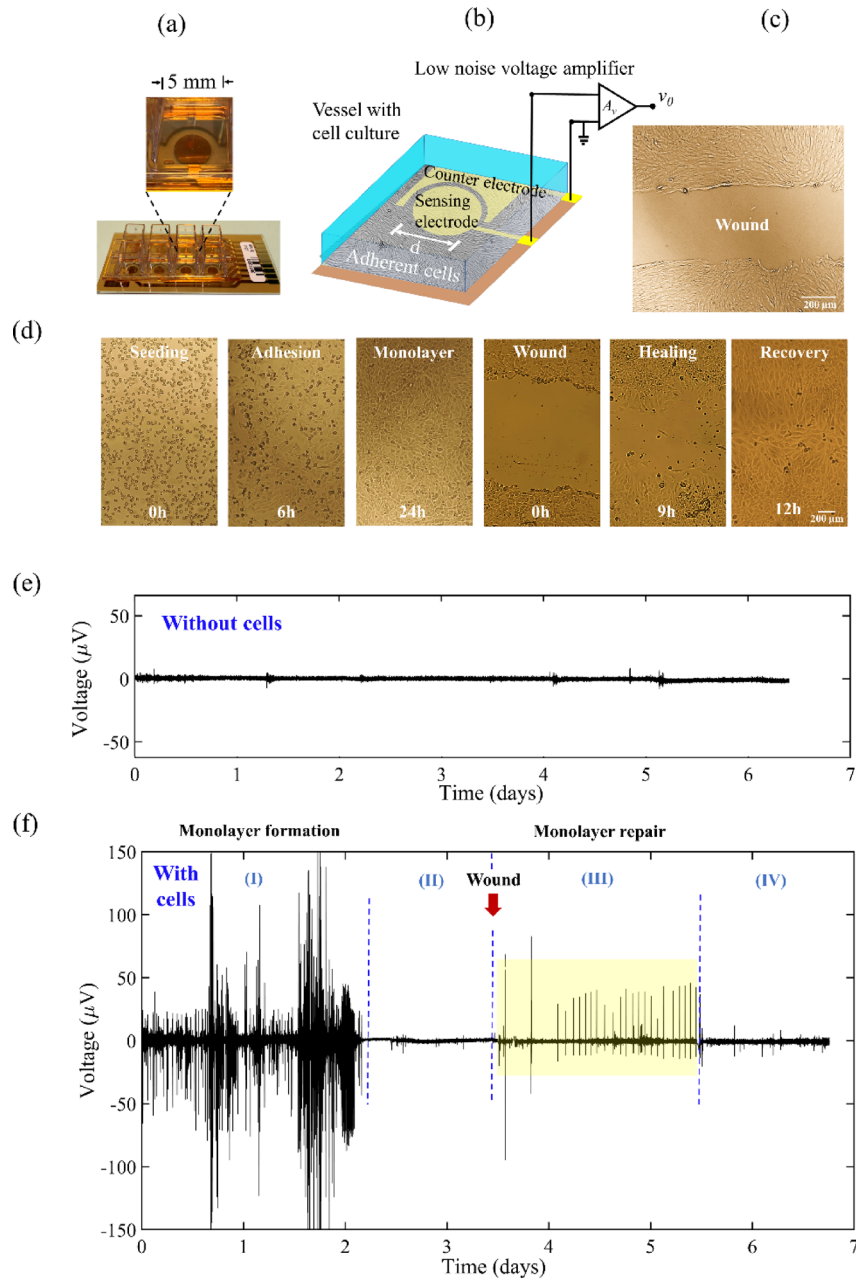 (a)
(b)
(c)
5 mm
Low noise voltage amplifier
Vessel with
cell culture
A_v
v_0
Counter electrode
Sensing
electrode
d
Adherent cells
Wound
200 μm
(d)
Seeding
Adhesion
Monolayer
Wound
Healing
Recovery
0h
6h
24h
0h
9h
12h
200 μm
(e)
50
0
-50
Voltage (μV)
Without cells
0 1 2 3 4 5 6 7
Time (days)
(f)
Monolayer formation
Monolayer repair
150
100
50
0
-50
-100
-150
Voltage (μV)
With
cells
(I)
(II)
Wound
(III)
(IV)
0 1 2 3 4 5 6 7
Time (days)